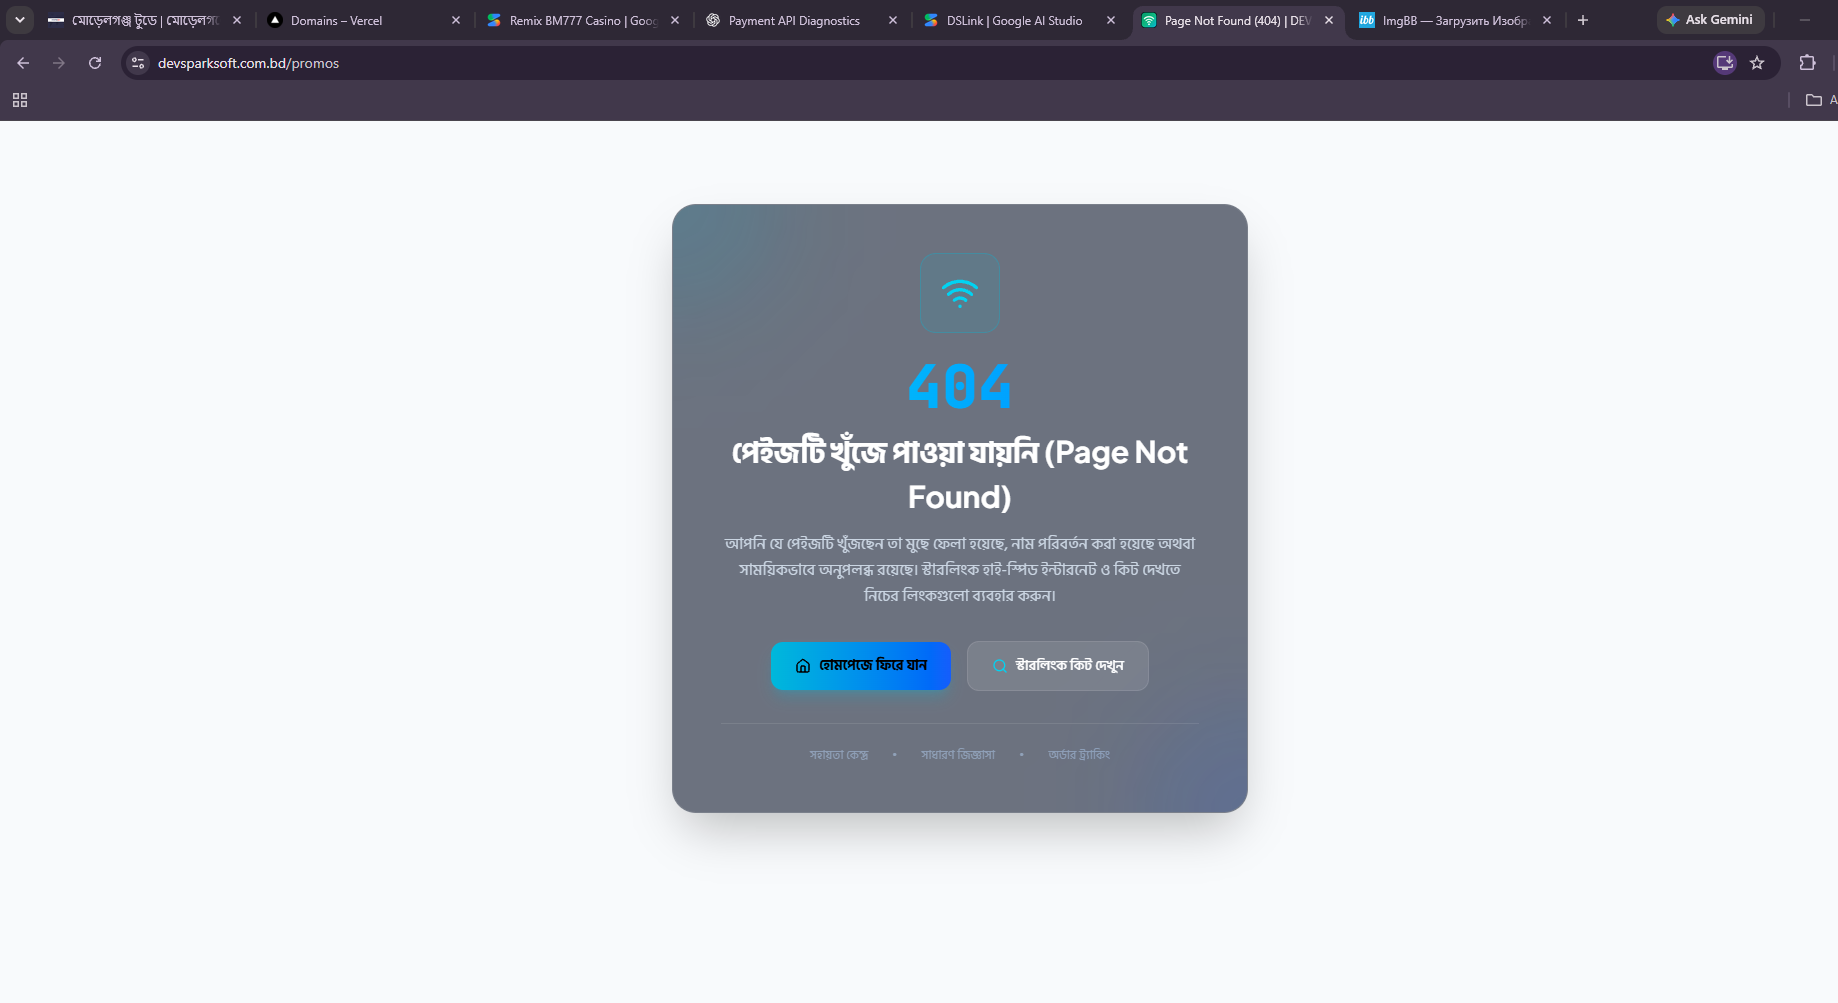 মোড়েলগঞ্জ টুডে | মোড়েলগ
Domains – Vercel
Remix BM777 Casino | Goog
Payment API Diagnostics
DSLink | Google AI Studio
Page Not Found (404) | DEV
ImgBB — Загрузить Изобр
Ask Gemini
devsparksoft.com.bd/promos
A
404
পেইজটি খুঁজে পাওয়া যায়নি (Page Not
Found)
আপনি যে পেইজটি খুঁজছেন তা মুছে ফেলা হয়েছে, নাম পরিবর্তন করা হয়েছে অথবা
সাময়িকভাবে অনুপলব্ধ রয়েছে। স্টারলিংক হাই-স্পিড ইন্টারনেট ও কিট দেখতে
নিচের লিংকগুলো ব্যবহার করুন।
হোমপেজে ফিরে যান
স্টারলিংক কিট দেখুন
সহায়তা কেন্দ্র • সাধারণ জিজ্ঞাসা • অর্ডার ট্র্যাকিং